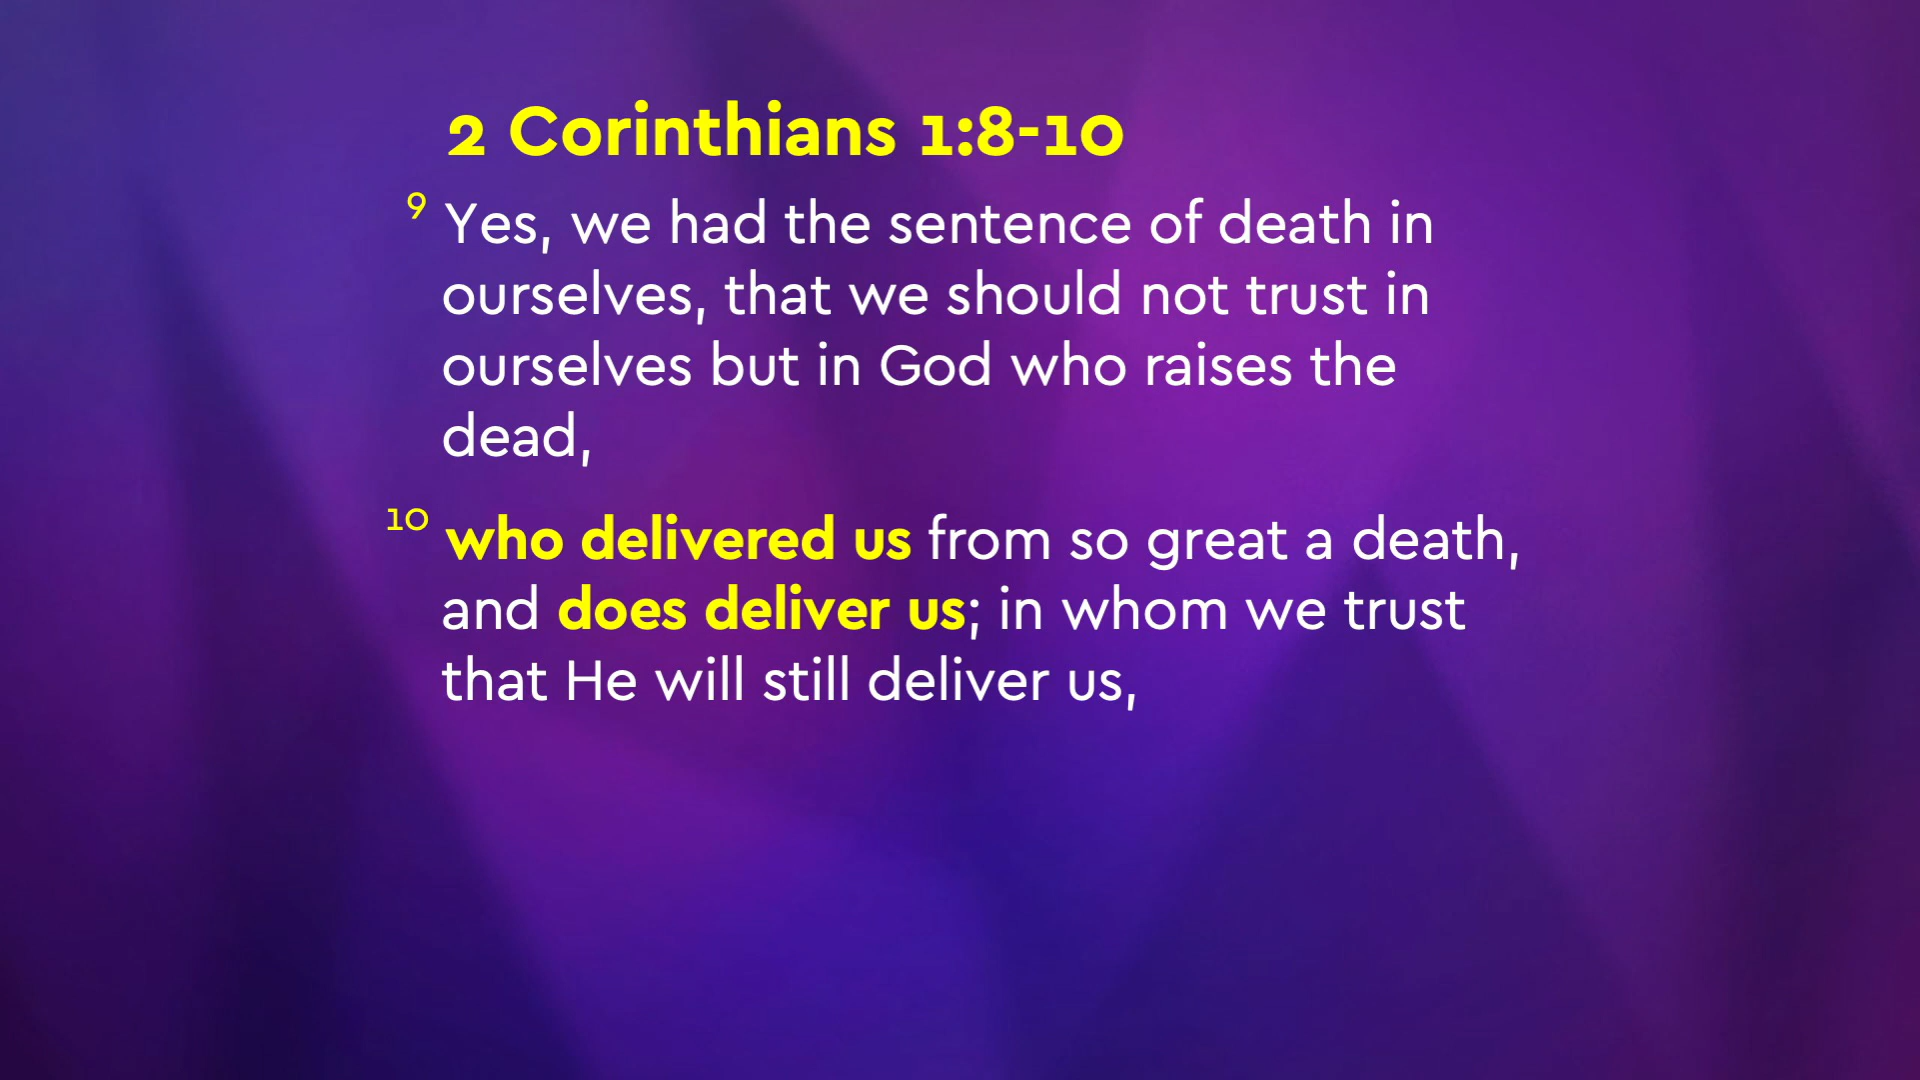 2 Corinthians 1:8-10
9 Yes, we had the sentence of death in
ourselves, that we should not trust in
ourselves but in God who raises the
dead,
10 who delivered us from so great a death,
and does deliver us; in whom we trust
that He will still deliver us,